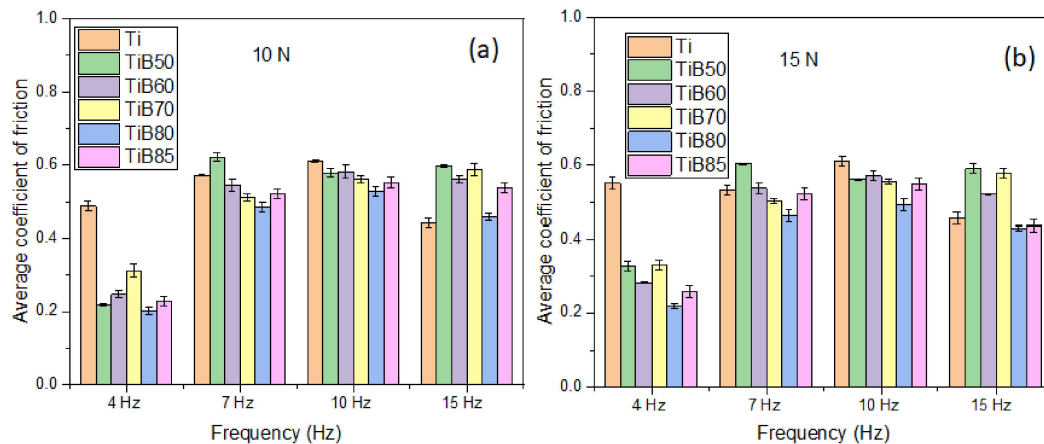 1.0
0.8
0.6
0.4
0.2
0.0
Average coefficient of friction
Ti
TiB50
TiB60
TiB70
TiB80
TiB85
10 N
(a)
4 Hz 7 Hz 10 Hz 15 Hz
Frequency (Hz)
1.0
0.8
0.6
0.4
0.2
0.0
Average coefficient of friction
Ti
TiB50
TiB60
TiB70
TiB80
TiB85
15 N
(b)
4 Hz 7 Hz 10 Hz 15 Hz
Frequency (Hz)